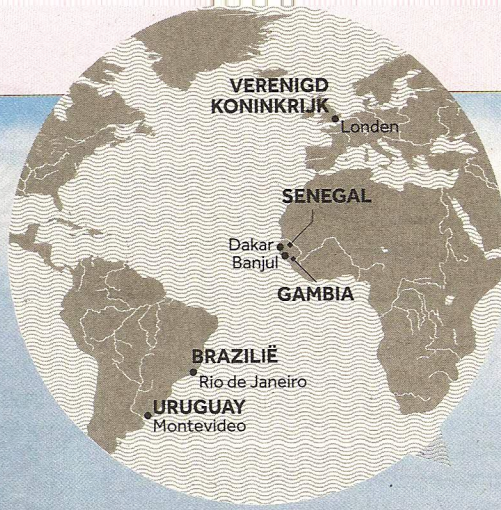 VERENIGD
KONINKRIJK
Londen
SENEGAL
Dakar
Banjul
GAMBIA
BRAZILIË
Rio de Janeiro
URUGUAY
Montevideo